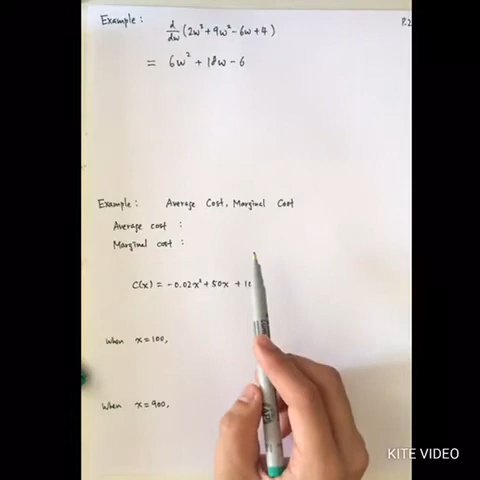 Example:
d/dw (2w³ + 9w² - 6w + 4)
= 6w² + 18w - 6
Example: Average Cost, Marginal Cost
Average cost :
Marginal cost :
C(x) = -0.02x² + 50x + 1
When x = 100,
When x = 900,
KITE VIDEO